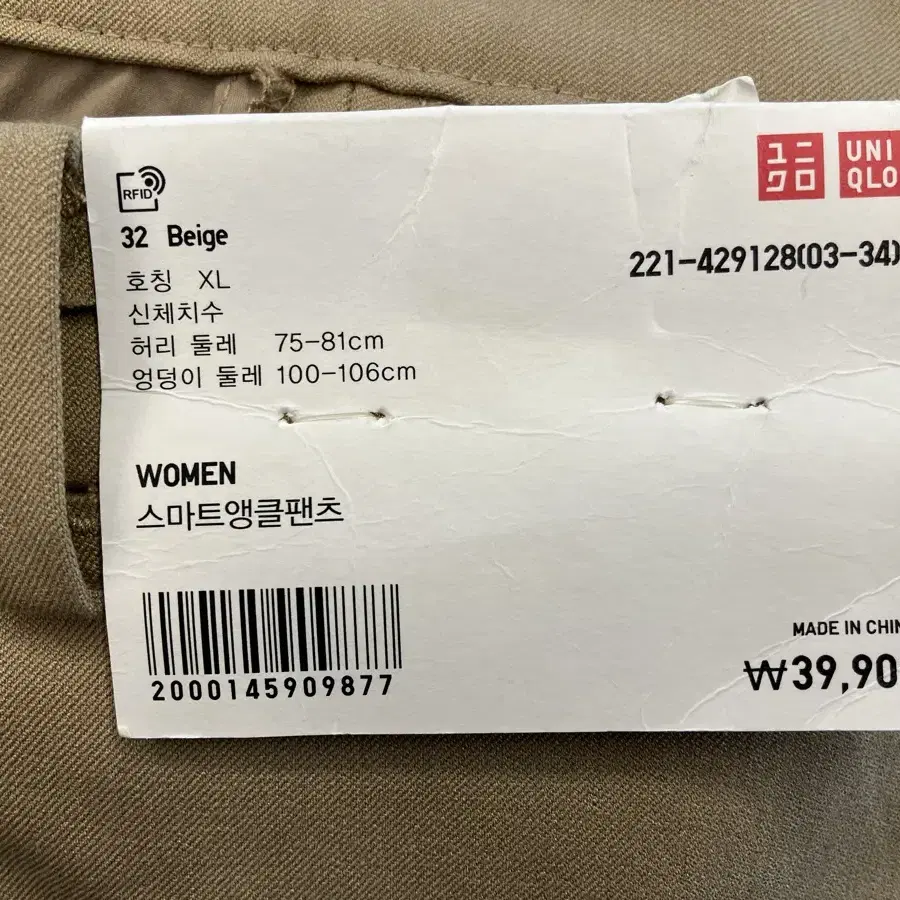 ユニ
クロ
UNI
QLO
RFID
32 Beige
221-429128(03-34)
호칭 XL
신체치수
허리 둘레 75-81cm
엉덩이 둘레 100-106cm
WOMEN
스마트앵클팬츠
2000145909877
MADE IN CHIN
₩39,90